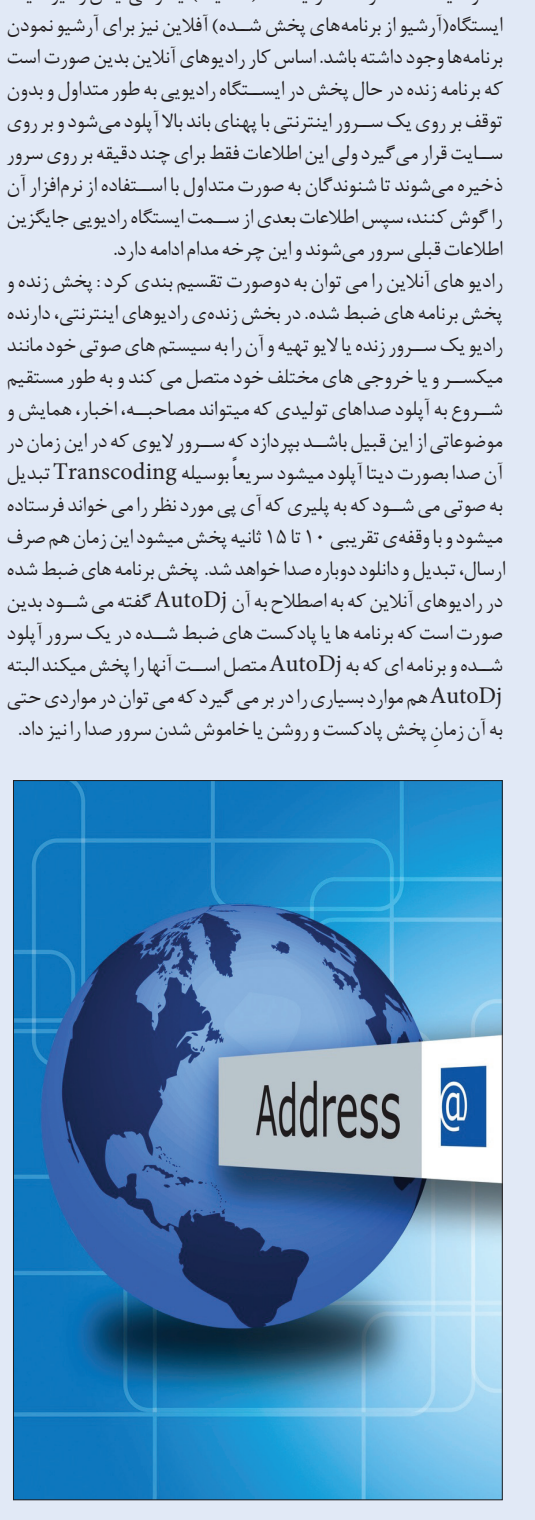 ایستگاه(آرشیو از برنامه‌های پخش شده) آفلاین نیز برای آرشیو نمودن
برنامه‌ها وجود داشته باشد. اساس کار رادیوهای آنلاین بدین صورت است
که برنامه زنده در حال پخش در ایستگاه رادیویی به طور متداول و بدون
توقف بر روی یک سرور اینترنتی با پهنای باند بالا آپلود می‌شود و بر روی
سایت قرار می‌گیرد ولی این اطلاعات فقط برای چند دقیقه بر روی سرور
ذخیره می‌شوند تا شنوندگان به صورت متداول با استفاده از نرم‌افزار آن
را گوش کنند، سپس اطلاعات بعدی از سمت ایستگاه رادیویی جایگزین
اطلاعات قبلی سرور می‌شوند و این چرخه مدام ادامه دارد.
رادیو های آنلاین را می توان به دوصورت تقسیم بندی کرد : پخش زنده و
پخش برنامه های ضبط شده. در بخش زنده‌ی رادیوهای اینترنتی، دارنده
رادیو یک سرور زنده یا لایو تهیه و آن را به سیستم های صوتی خود مانند
میکسر و یا خروجی های مختلف خود متصل می کند و به طور مستقیم
شروع به آپلود صداهای تولیدی که میتواند مصاحبه، اخبار، همایش و
موضوعاتی از این قبیل باشد بپردازد که سرور لایوی که در این زمان در
آن صدا بصورت دیتا آپلود میشود سریعاً بوسیله Transcoding تبدیل
به صوتی می شود که به پلیری که آی پی مورد نظر را می خواند فرستاده
میشود و با وقفه‌ی تقریبی ۱۰ تا ۱۵ ثانیه پخش میشود این زمان هم صرف
ارسال، تبدیل و دانلود دوباره صدا خواهد شد. پخش برنامه های ضبط شده
در رادیوهای آنلاین که به اصطلاح به آن AutoDj گفته می شود بدین
صورت است که برنامه ها یا پادکست های ضبط شده در یک سرور آپلود
شده و برنامه ای که به AutoDj متصل است آنها را پخش میکند البته
AutoDj هم موارد بسیاری را در بر می گیرد که می توان در مواردی حتی
به آن زمانِ پخش پادکست و روشن یا خاموش شدن سرور صدا را نیز داد.
Address @